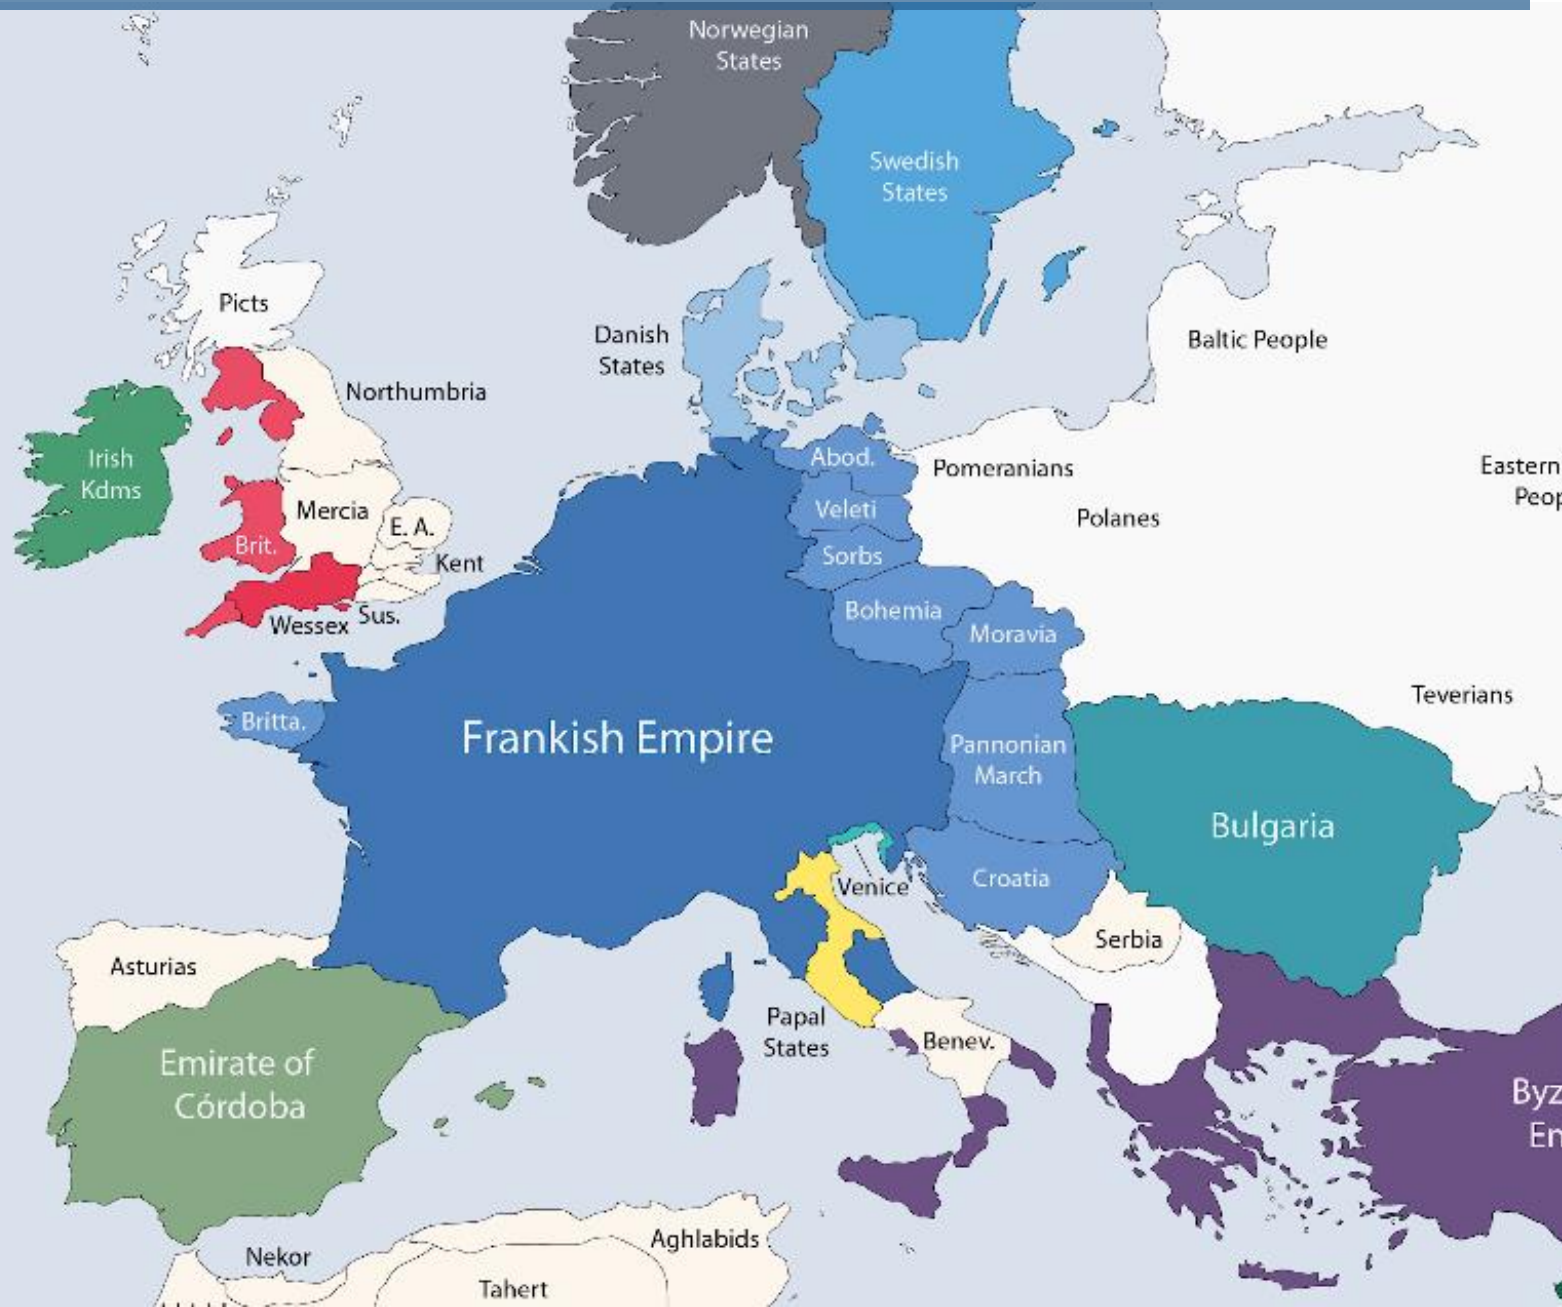 Norwegian
States
Swedish
States
Picts
Danish
States
Baltic People
Northumbria
Irish
Kdms
Abod.
Pomeranians
Eastern
Mercia
E. A.
Veleti
Polanes
Brit.
Kent
Sorbs
Wessex
Sus.
Bohemia
Moravia
Britta.
Frankish Empire
Teverians
Pannonian
March
Bulgaria
Venice
Croatia
Asturias
Serbia
Papal
States
Benev.
Emirate of
Córdoba
Byz
Em
Nekor
Aghlabids
Tahert